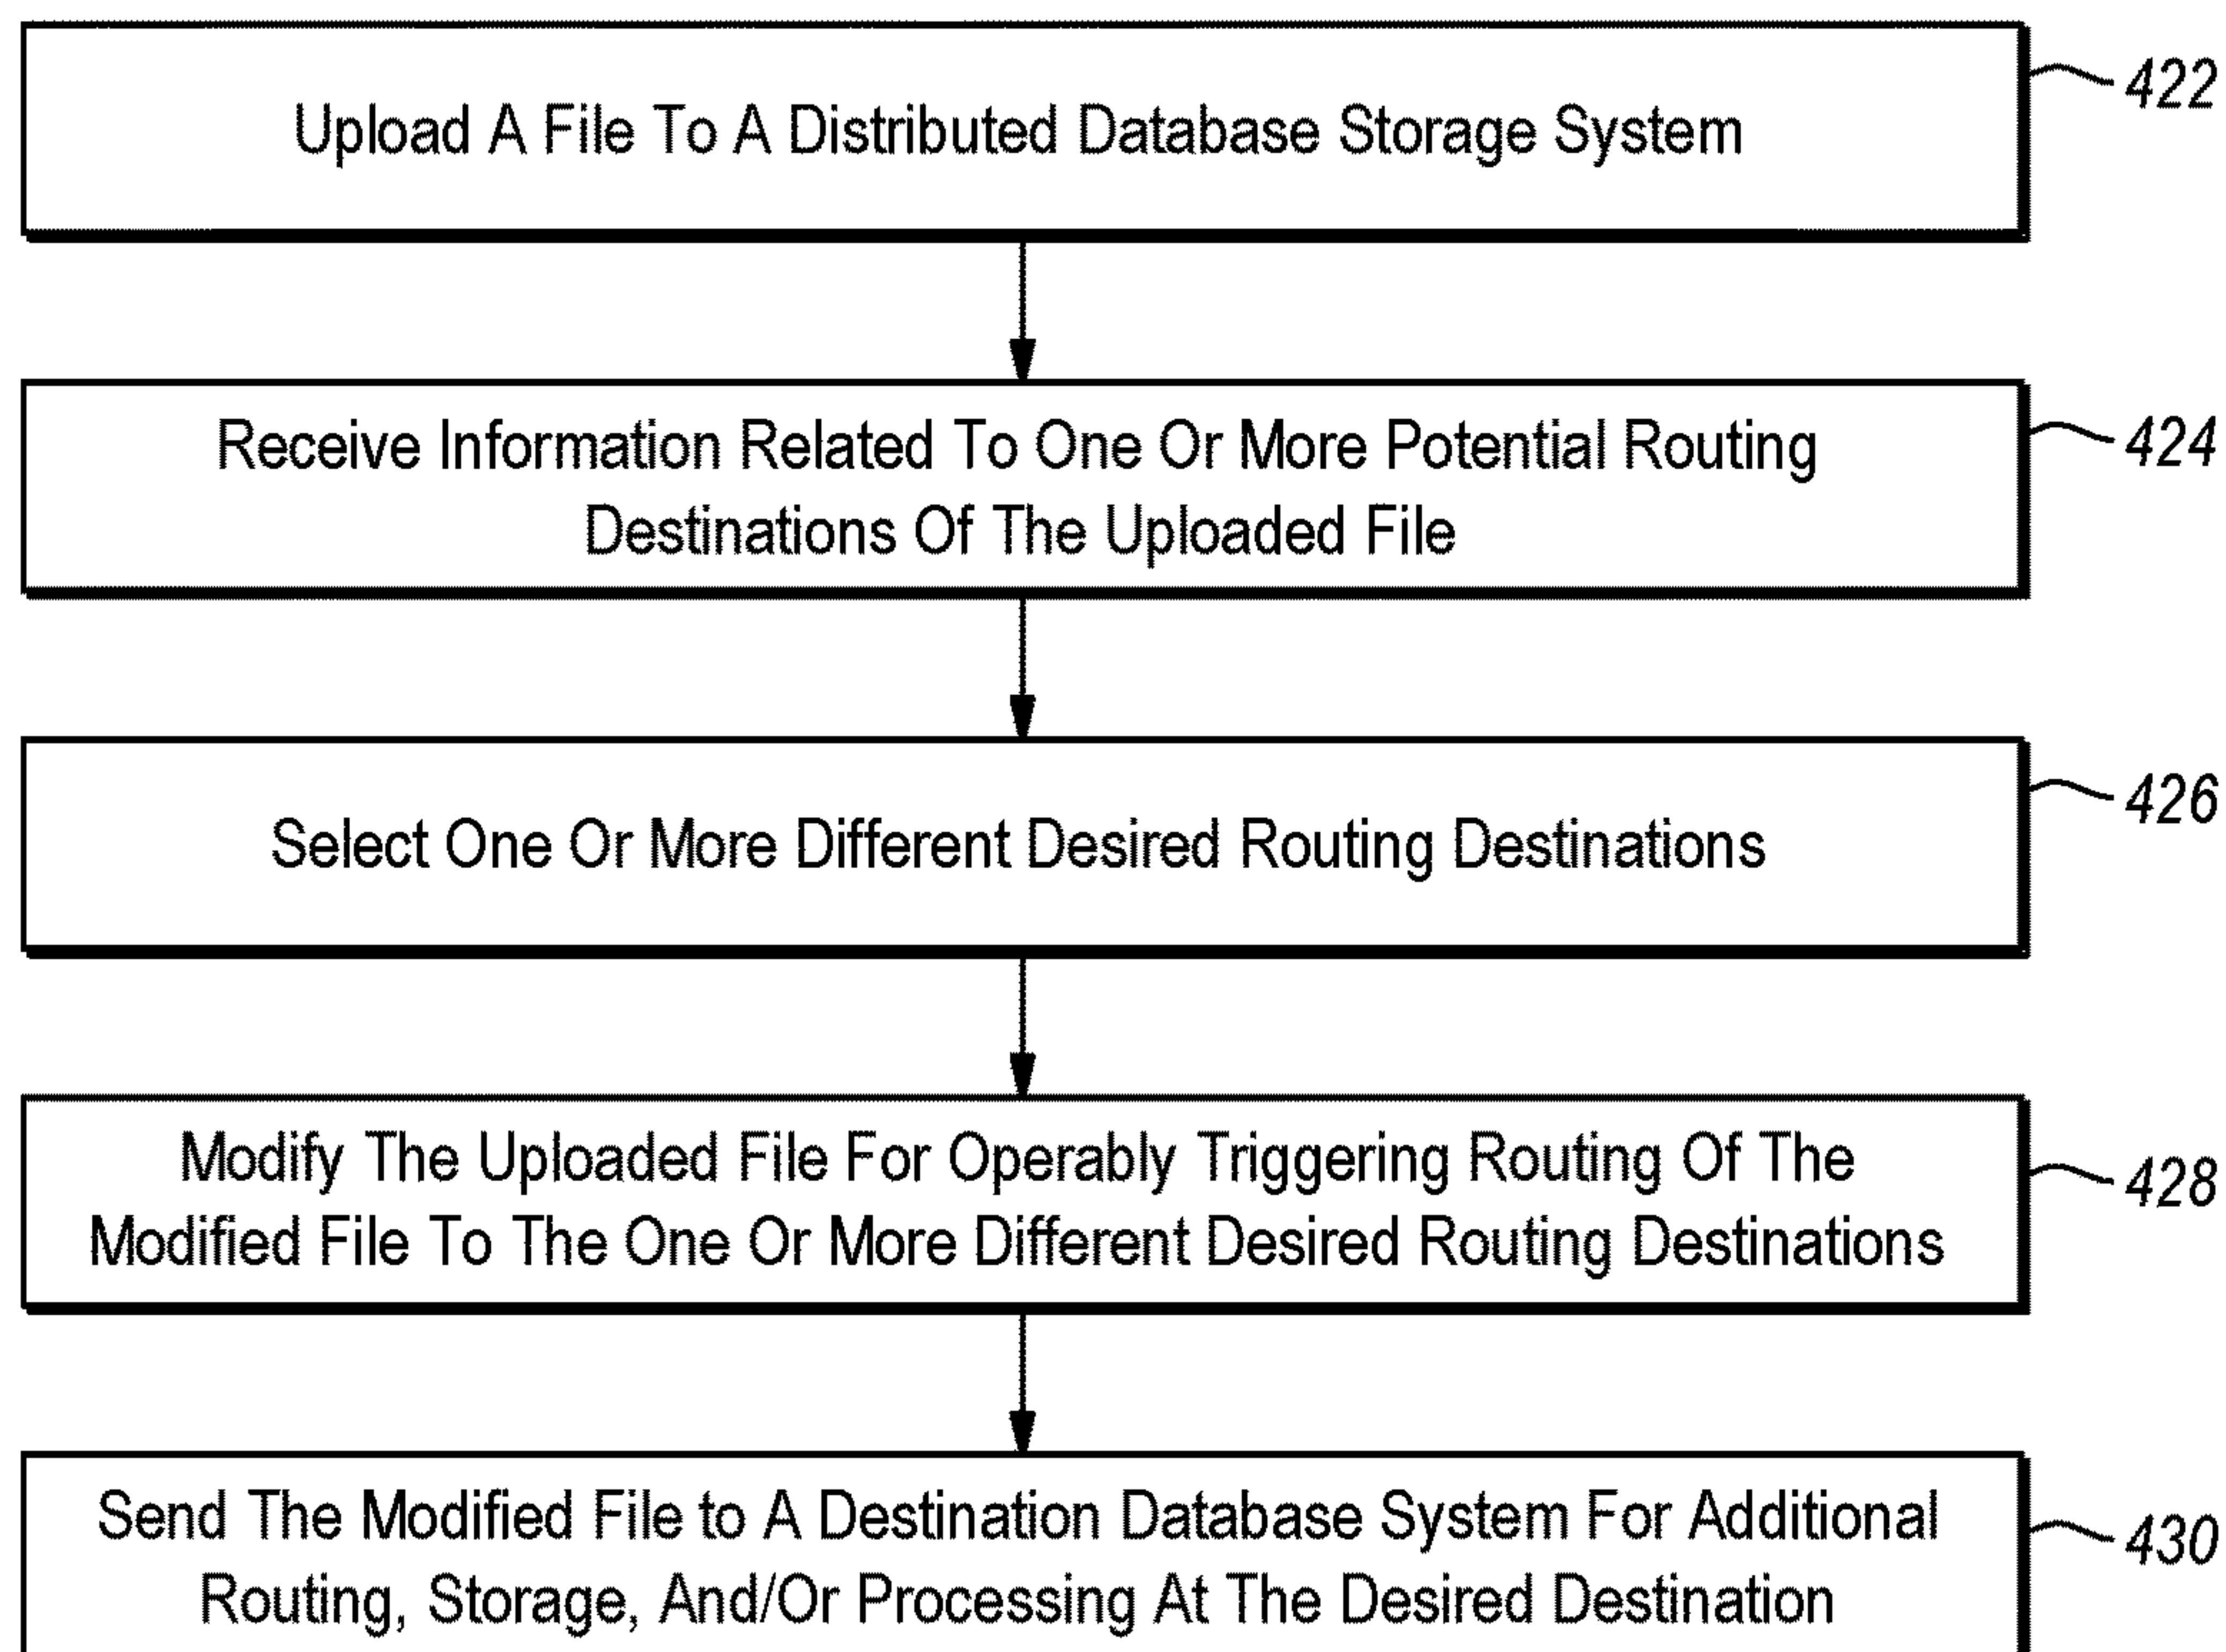 Upload A File To A Distributed Database Storage System
422
Receive Information Related To One Or More Potential Routing
Destinations Of The Uploaded File
424
Select One Or More Different Desired Routing Destinations
426
Modify The Uploaded File For Operably Triggering Routing Of The
Modified File To The One Or More Different Desired Routing Destinations
428
Send The Modified File to A Destination Database System For Additional
Routing, Storage, And/Or Processing At The Desired Destination
430